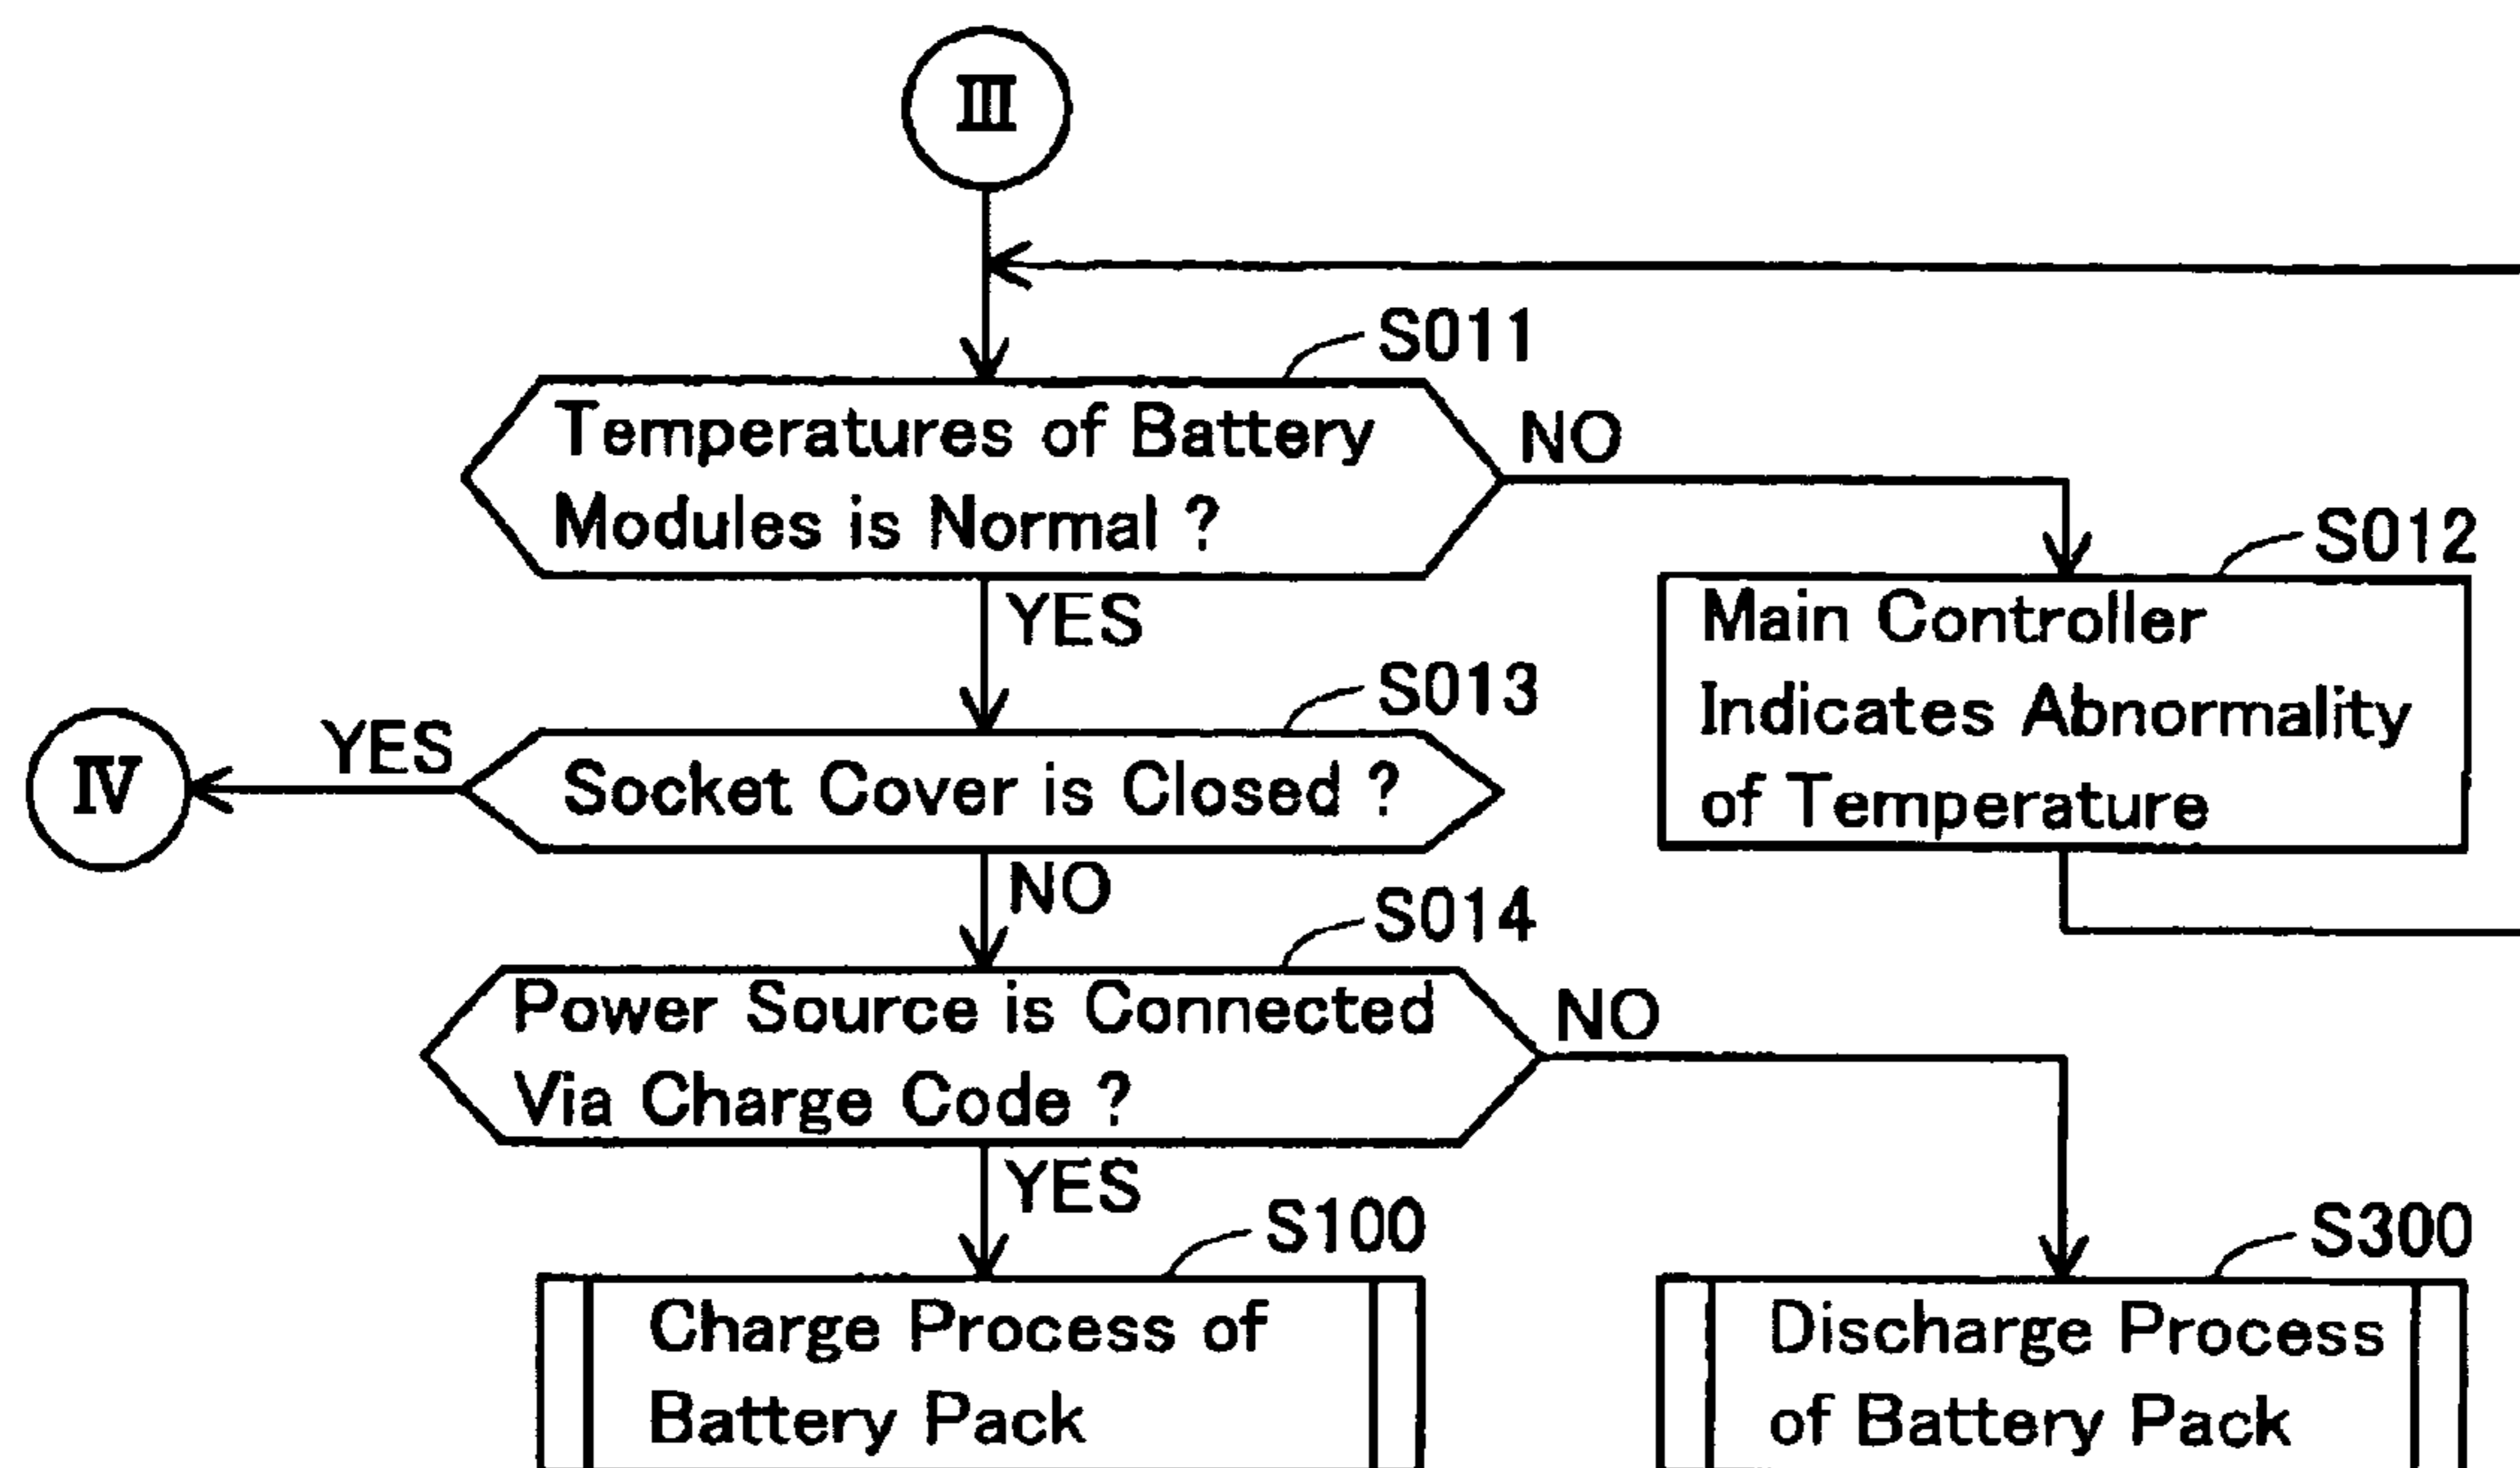 III
S011
Temperatures of Battery
Modules is Normal ?
NO
S012
Main Controller
Indicates Abnormality
of Temperature
YES
S013
Socket Cover is Closed ?
YES
IV
NO
S014
Power Source is Connected
Via Charge Code ?
NO
YES
S100
Charge Process of
Battery Pack
S300
Discharge Process
of Battery Pack